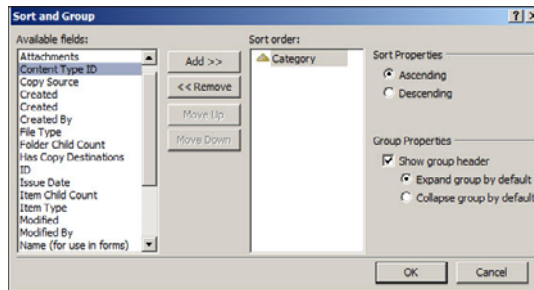 Sort and Group
Available fields:
Attachments
Content Type ID
Copy Source
Created
Created
Created By
File Type
Folder Child Count
Has Copy Destinations
ID
Issue Date
Item Child Count
Item Type
Modified
Modified By
Name (for use in forms)
Add >>
<< Remove
Move Up
Move Down
Sort order:
Category
Sort Properties
Ascending
Descending
Group Properties
Show group header
Expand group by default
Collapse group by default
OK
Cancel